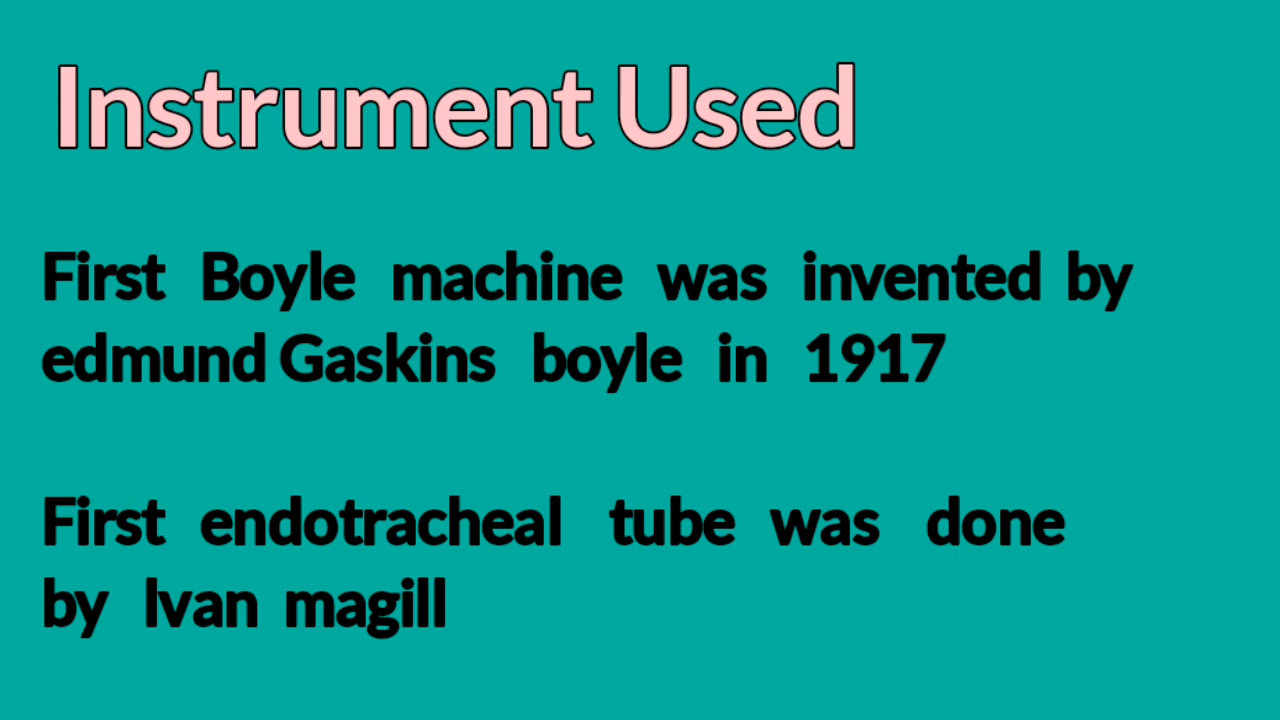 Instrument Used
First Boyle machine was invented by
edmund Gaskins boyle in 1917
First endotracheal tube was done
by Ivan magill